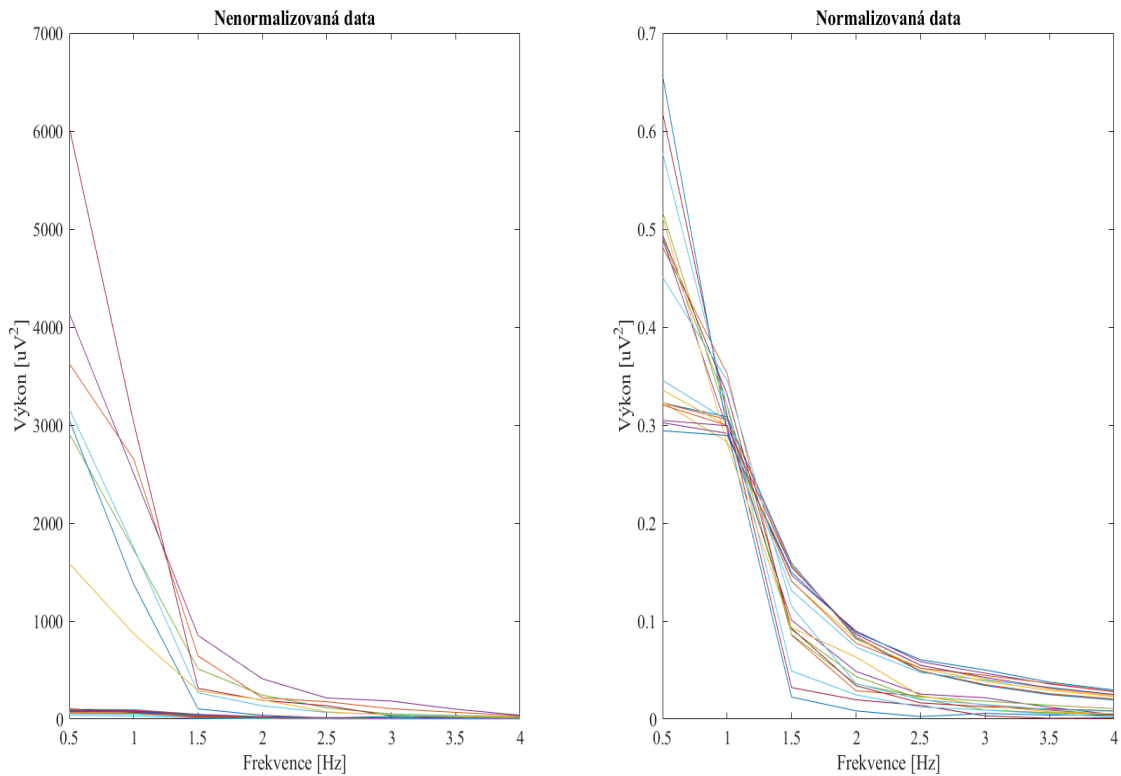 Nenormalizovaná data
7000
6000
5000
4000
3000
2000
1000
0
Výkon [uV²]
0.5 1 1.5 2 2.5 3 3.5 4
Frekvence [Hz]
Normalizovaná data
0.7
0.6
0.5
0.4
0.3
0.2
0.1
0
Výkon [uV²]
0.5 1 1.5 2 2.5 3 3.5 4
Frekvence [Hz]